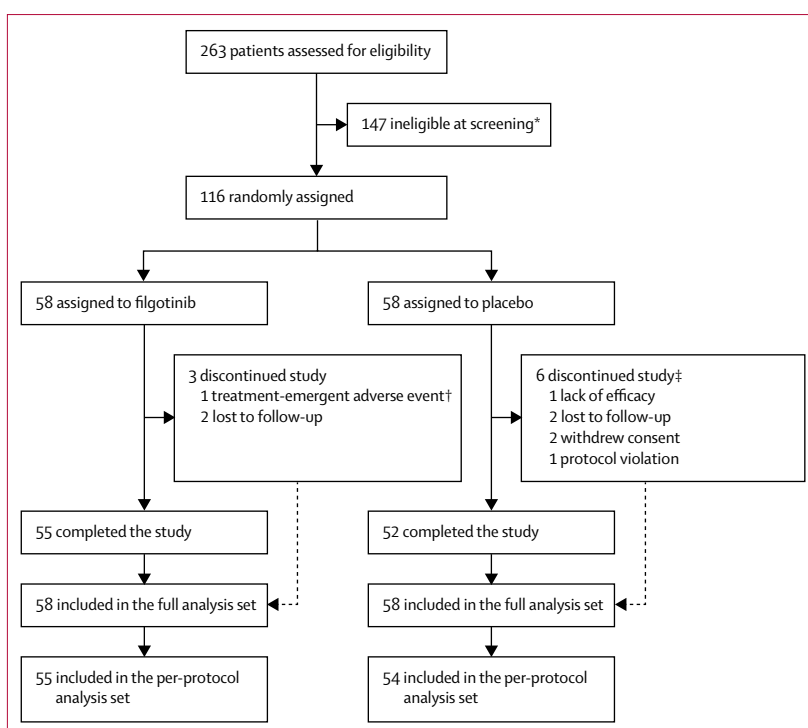 263 patients assessed for eligibility
147 ineligible at screening*
116 randomly assigned
58 assigned to filgotinib
58 assigned to placebo
3 discontinued study
1 treatment-emergent adverse event†
2 lost to follow-up
6 discontinued study‡
1 lack of efficacy
2 lost to follow-up
2 withdrew consent
1 protocol violation
55 completed the study
52 completed the study
58 included in the full analysis set
58 included in the full analysis set
55 included in the per-protocol
analysis set
54 included in the per-protocol
analysis set